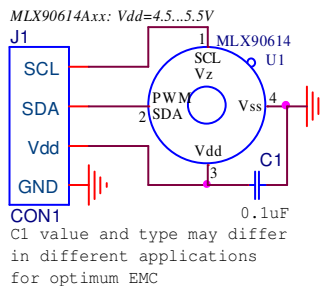 MLX90614Axx: Vdd=4.5...5.5V
J1
1
MLX90614
U1
SCL
SCL
Vz
SDA
PWM
SDA
2
Vss
4
Vdd
Vdd
3
C1
GND
0.1uF
CON1
C1 value and type may differ
in different applications
for optimum EMC